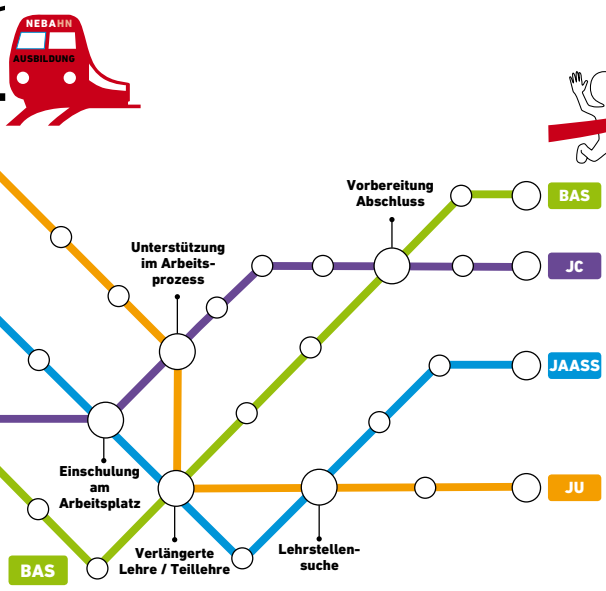 NEBAHN
AUSBILDUNG
Vorbereitung
Abschluss
BAS
Unterstützung
im Arbeits-
prozess
JC
JAASS
Einschulung
am
Arbeitsplatz
JU
Verlängerte
Lehre / Teillehre
Lehrstellen-
suche
BAS